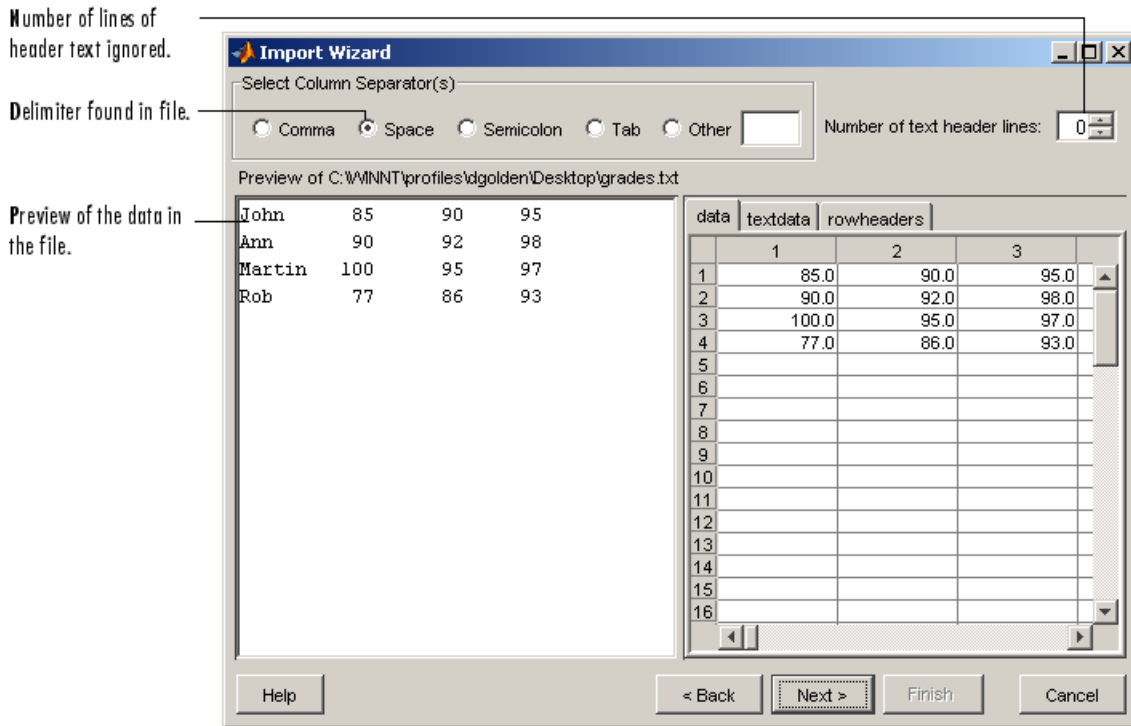 Number of lines of
header text ignored.
Import Wizard
Select Column Separator(s)
Delimiter found in file.
Comma Space Semicolon Tab Other
Number of text header lines: 0
Preview of C:\WINNT\profiles\dgolden\Desktop\grades.txt
Preview of the data in
the file.
John 85 90 95
Ann 90 92 98
Martin 100 95 97
Rob 77 86 93
data textdata rowheaders
1 2 3
1 85.0 90.0 95.0
2 90.0 92.0 98.0
3 100.0 95.0 97.0
4 77.0 86.0 93.0
5
6
7
8
9
10
11
12
13
14
15
16
Help < Back Next > Finish Cancel